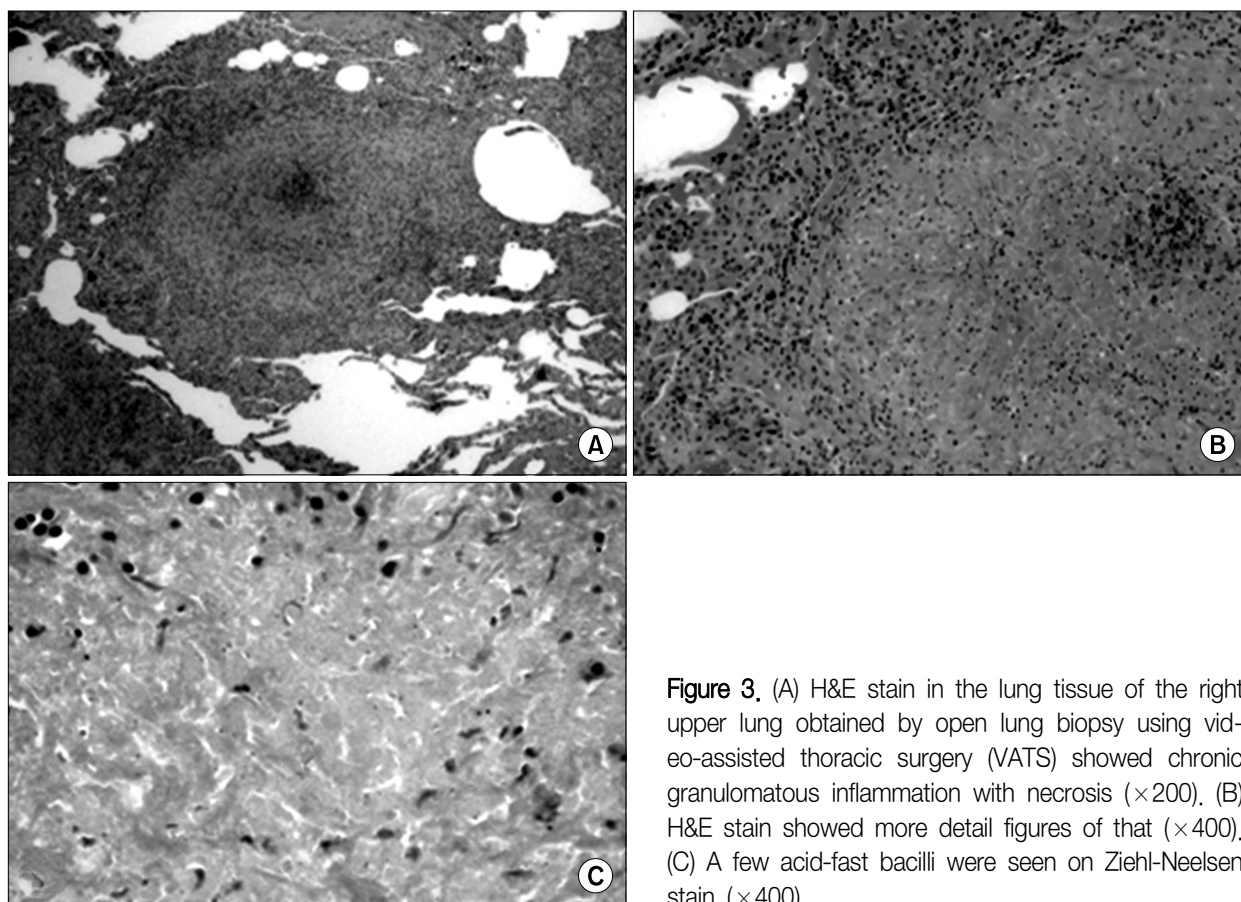 A
B
C
Figure 3. (A) H&E stain in the lung tissue of the right
upper lung obtained by open lung biopsy using vid-
eo-assisted thoracic surgery (VATS) showed chronic
granulomatous inflammation with necrosis (×200). (B)
H&E stain showed more detail figures of that (×400).
(C) A few acid-fast bacilli were seen on Ziehl-Neelsen
stain (×400)